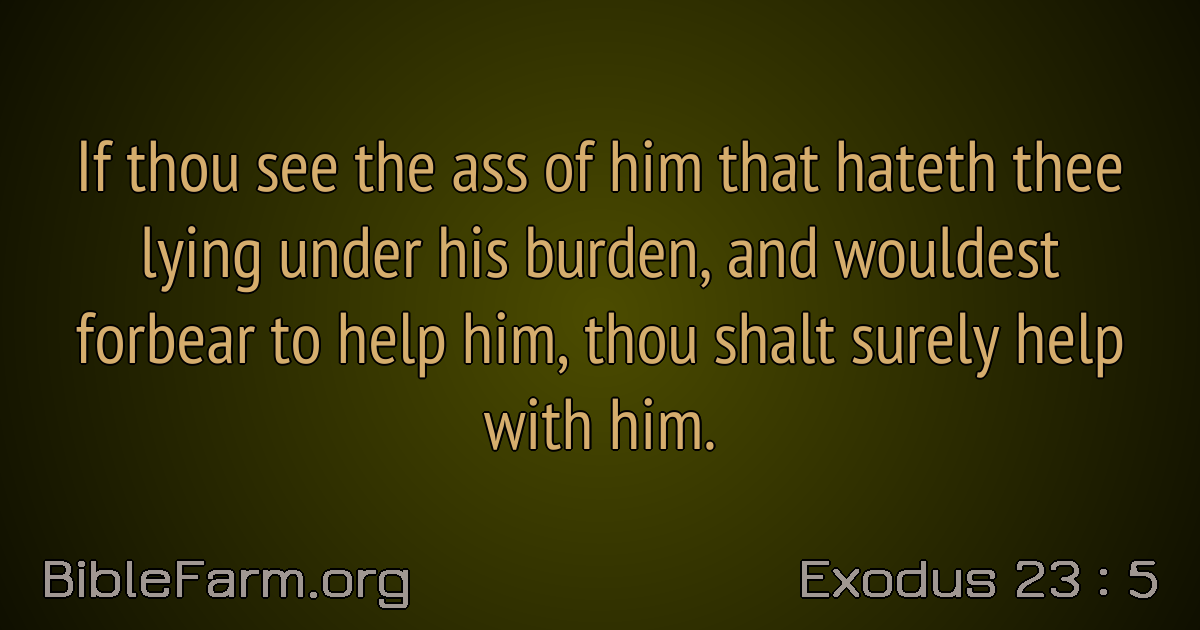 If thou see the ass of him that hateth thee
lying under his burden, and wouldest
forbear to help him, thou shalt surely help
with him.
BibleFarm.org
Exodus 23 : 5